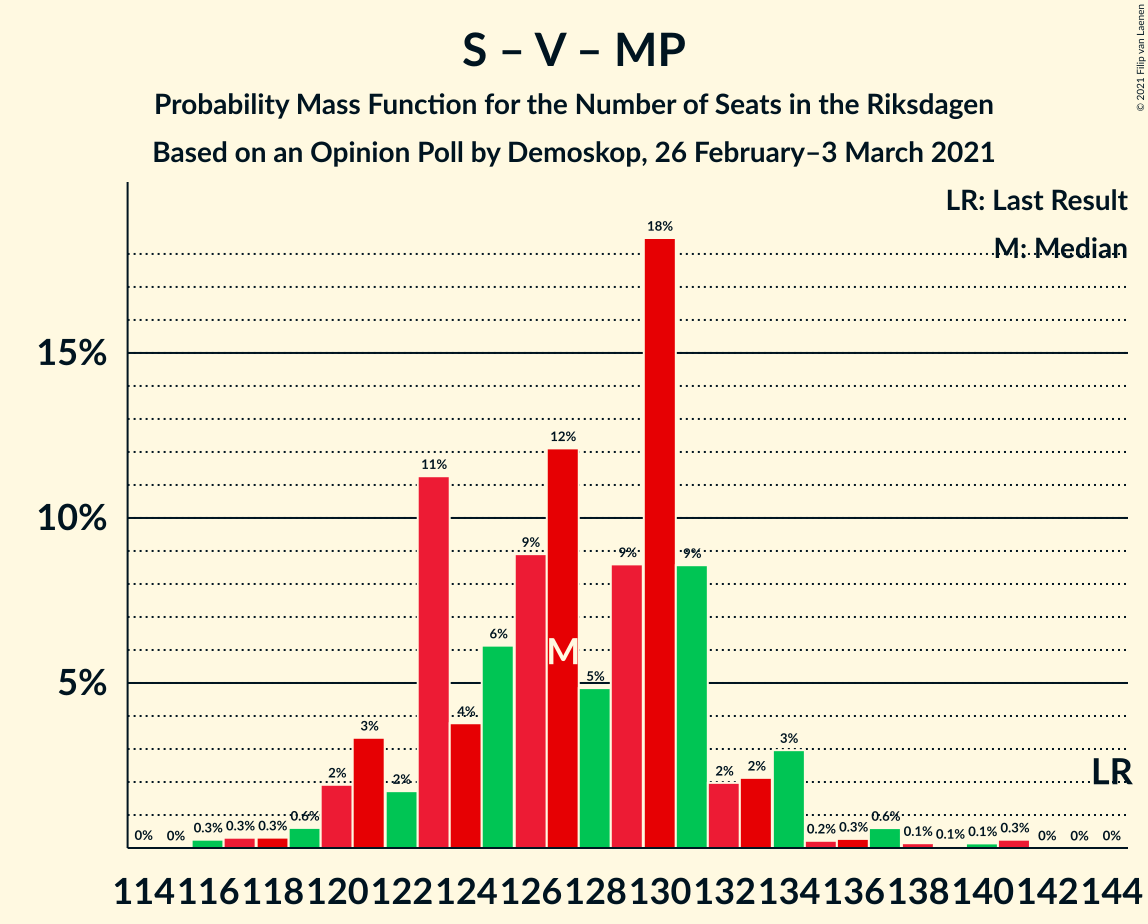 © 2021 Filip van Laenen
S – V – MP
Probability Mass Function for the Number of Seats in the Riksdagen
Based on an Opinion Poll by Demoskop, 26 February–3 March 2021
LR: Last Result
M: Median
15%
10%
5%
0% 0% 0.3% 0.3% 0.3% 0.6% 2% 3% 2% 11% 4% 6% 9% 12% 5% 9% 18% 9% 2% 2% 3% 0.2% 0.3% 0.6% 0.1% 0.1% 0.1% 0.3% 0% 0% 0%
M
LR
114 116 118 120 122 124 126 128 130 132 134 136 138 140 142 144